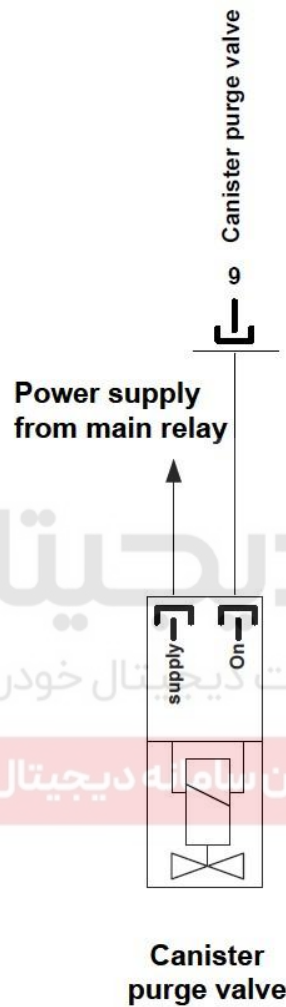 Canister purge valve
9
Power supply
from main relay
supply
On
Canister
purge valve